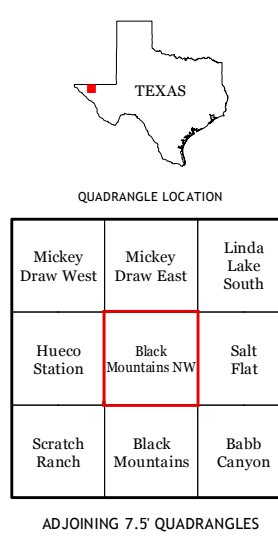 TEXAS
QUADRANGLE LOCATION
Mickey
Draw West
Mickey
Draw East
Linda
Lake
South
Hueco
Station
Black
Mountains NW
Salt
Flat
Scratch
Ranch
Black
Mountains
Babb
Canyon
ADJOINING 7.5' QUADRANGLES